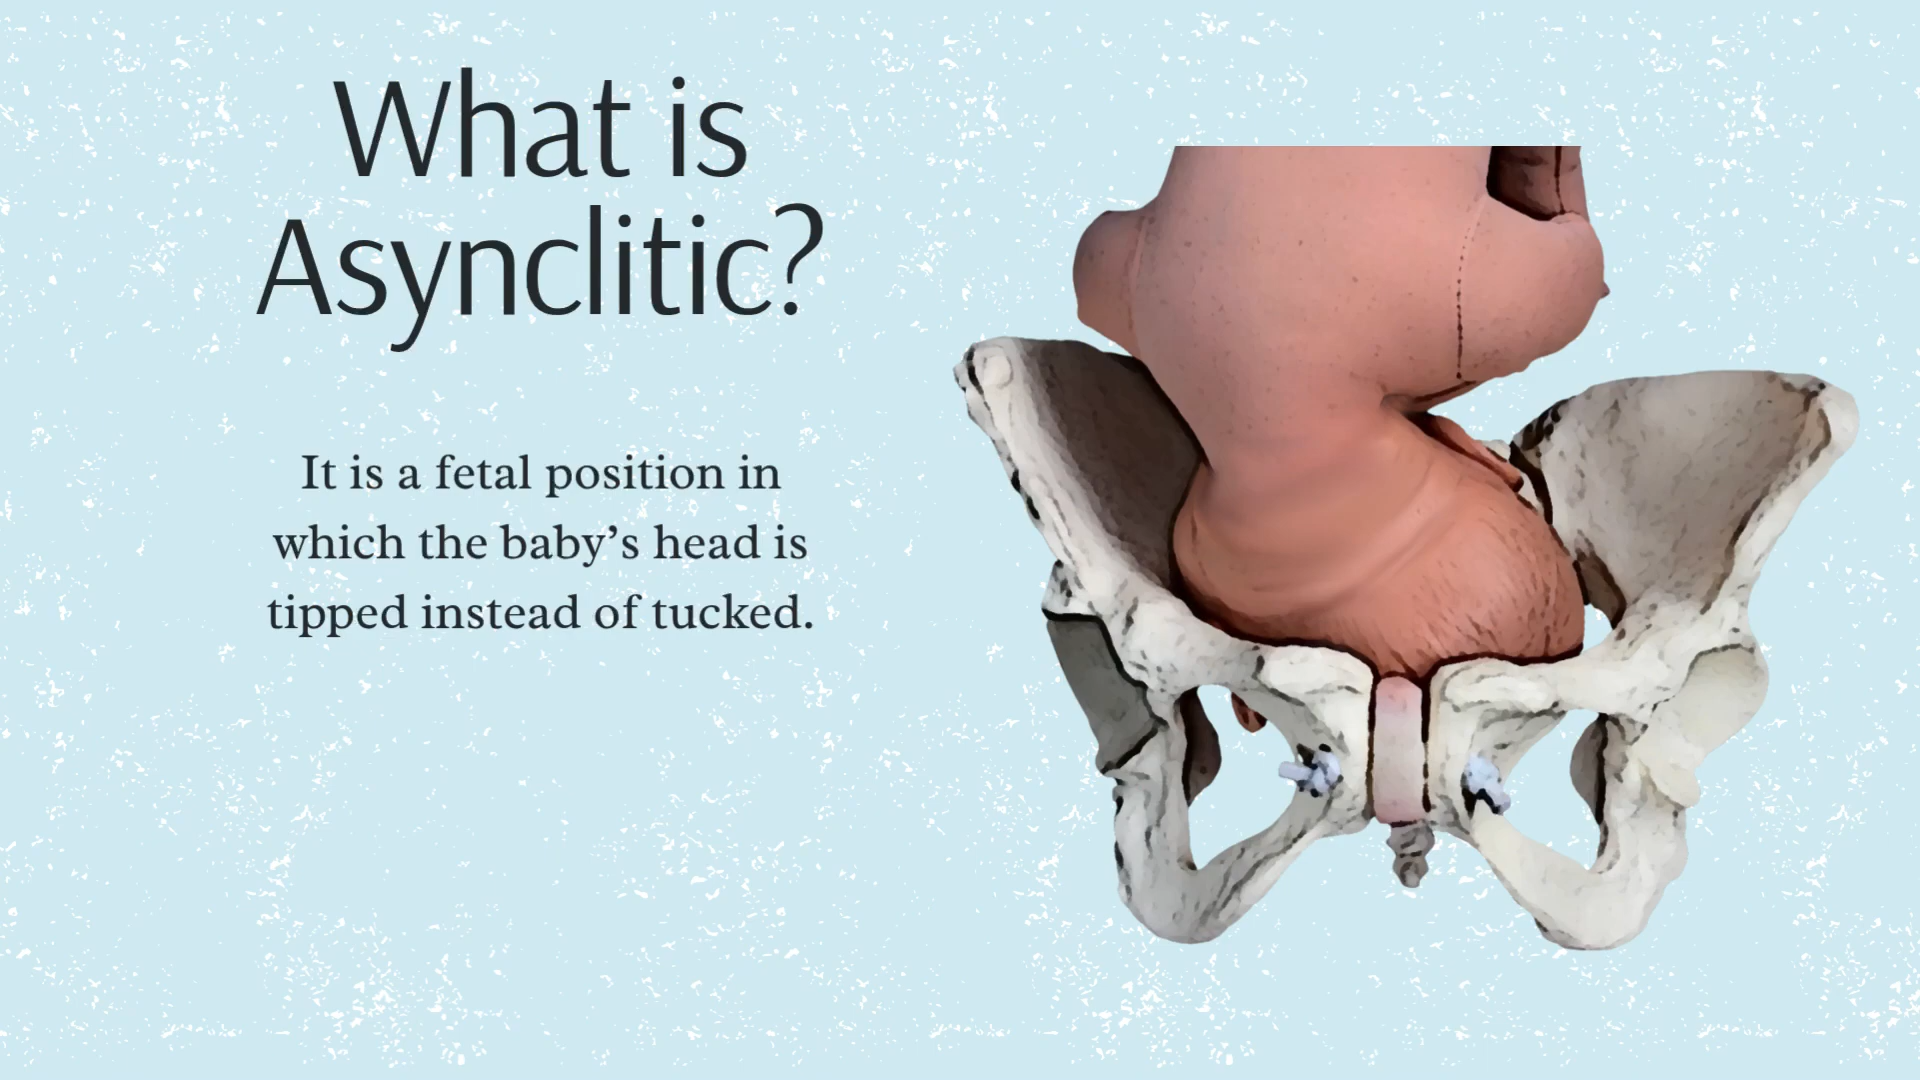 What is
Asynclitic?
It is a fetal position in
which the baby’s head is
tipped instead of tucked.